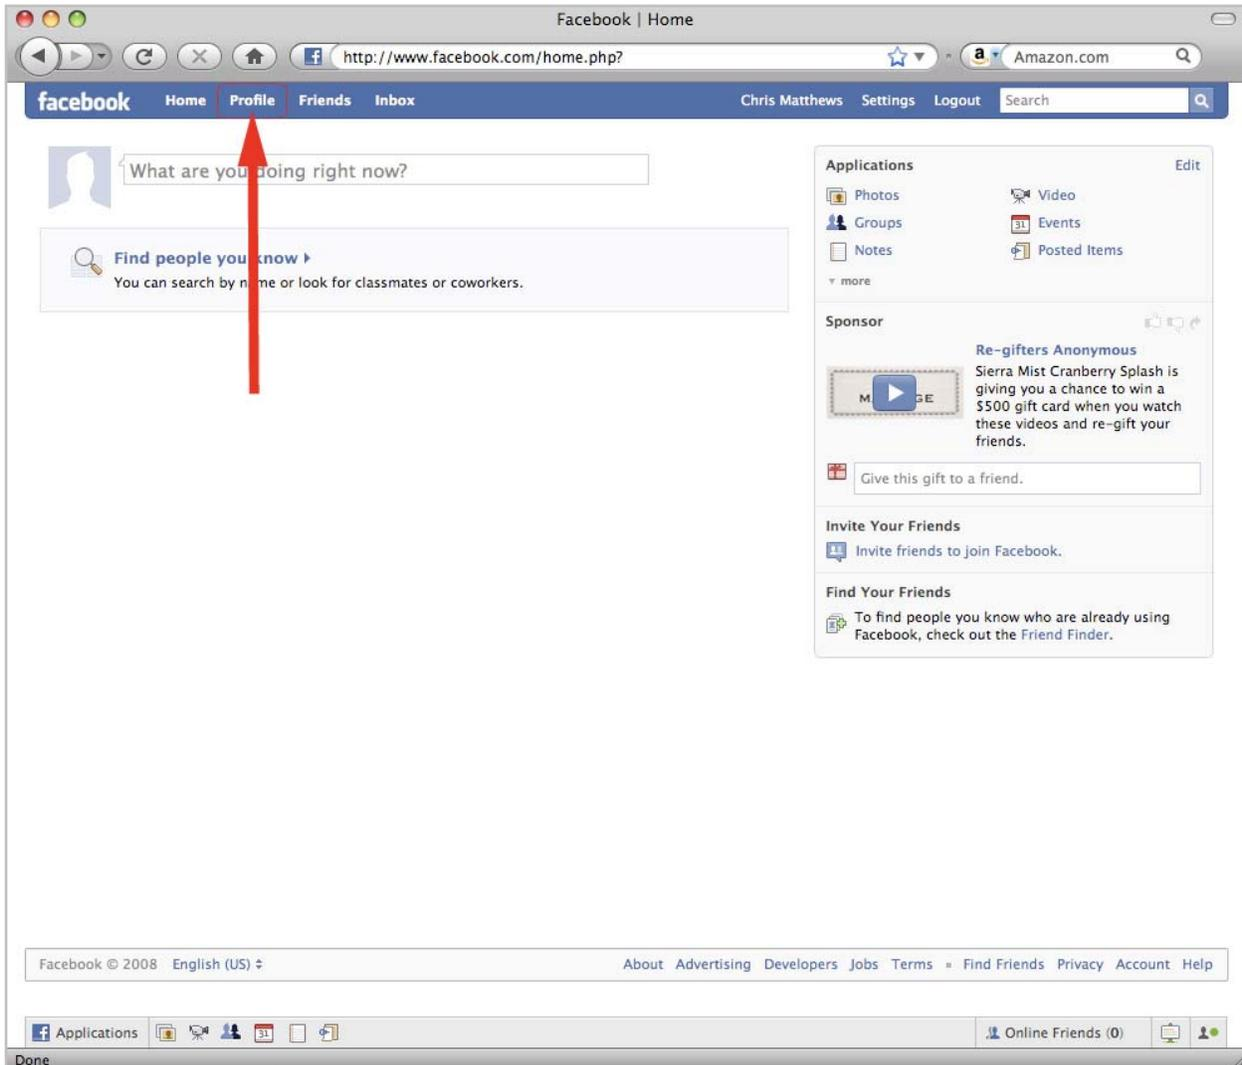 Facebook | Home
http://www.facebook.com/home.php?
a Amazon.com
facebook Home Profile Friends Inbox Chris Matthews Settings Logout Search
What are you doing right now?
Find people you know
You can search by name or look for classmates or coworkers.
Applications Edit
Photos Video
Groups 31 Events
Notes Posted Items
more
Sponsor
Re-gifters Anonymous
Sierra Mist Cranberry Splash is
giving you a chance to win a
$500 gift card when you watch
these videos and re-gift your
friends.
Give this gift to a friend.
Invite Your Friends
Invite friends to join Facebook.
Find Your Friends
To find people you know who are already using
Facebook, check out the Friend Finder.
Facebook © 2008 English (US) About Advertising Developers Jobs Terms Find Friends Privacy Account Help
Applications 31 Online Friends (0)
Done